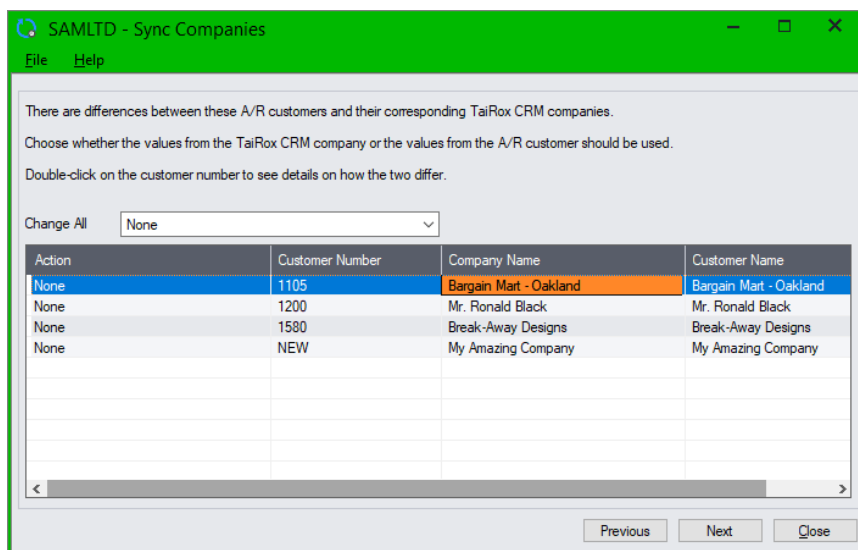 SAMLTD - Sync Companies
File Help
There are differences between these A/R customers and their corresponding TaiRox CRM companies.
Choose whether the values from the TaiRox CRM company or the values from the A/R customer should be used.
Double-click on the customer number to see details on how the two differ.
Change All None
Action Customer Number Company Name Customer Name
None 1105 Bargain Mart - Oakland Bargain Mart - Oakland
None 1200 Mr. Ronald Black Mr. Ronald Black
None 1580 Break-Away Designs Break-Away Designs
None NEW My Amazing Company My Amazing Company
Previous Next Close